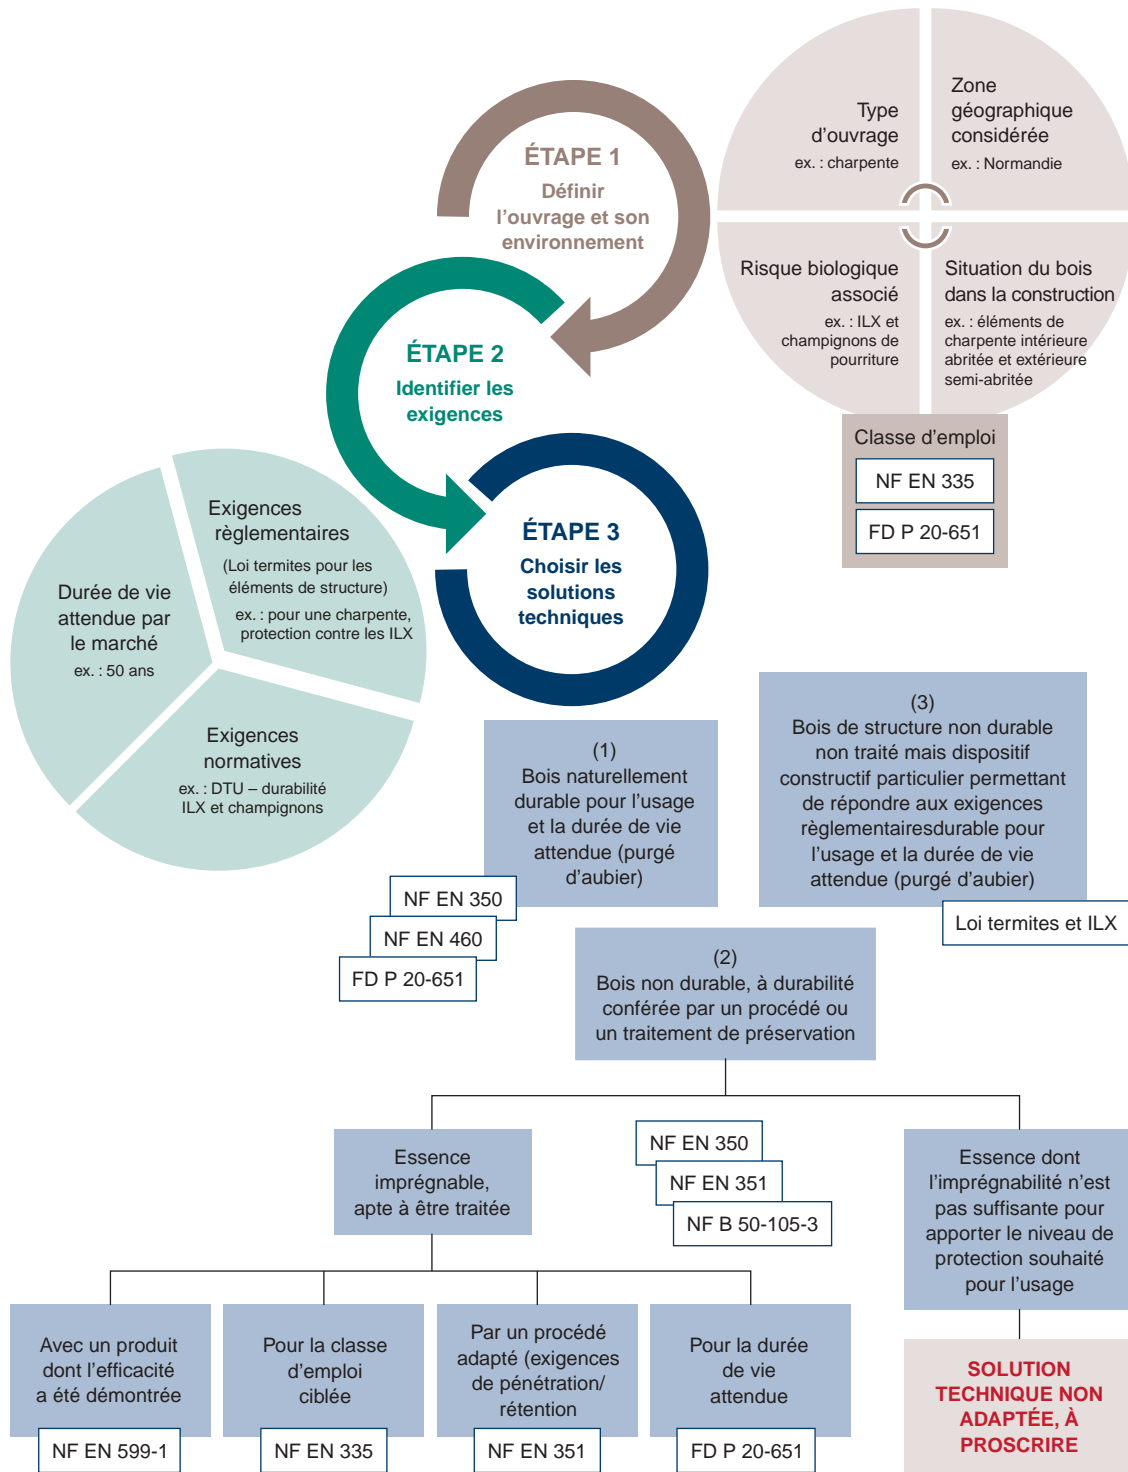 ÉTAPE 1
Définir
l'ouvrage et son
environnement
Type
d'ouvrage
ex. : charpente
Zone
géographique
considérée
ex. : Normandie
Risque biologique
associé
ex. : ILX et
champignons de
pourriture
Situation du bois
dans la construction
ex. : éléments de
charpente intérieure
abritée et extérieure
semi-abritée
Classe d'emploi
NF EN 335
FD P 20-651
ÉTAPE 2
Identifier les
exigences
Exigences
règlementaires
(Loi termites pour les
éléments de structure)
ex. : pour une charpente,
protection contre les ILX
Durée de vie
attendue par
le marché
ex. : 50 ans
Exigences
normatives
ex. : DTU – durabilité
ILX et champignons
ÉTAPE 3
Choisir les
solutions
techniques
(1)
Bois naturellement
durable pour l'usage
et la durée de vie
attendue (purgé
d'aubier)
NF EN 350
NF EN 460
FD P 20-651
(3)
Bois de structure non durable
non traité mais dispositif
constructif particulier permettant
de répondre aux exigences
règlementairesdurable pour
l'usage et la durée de vie
attendue (purgé d'aubier)
Loi termites et ILX
(2)
Bois non durable, à durabilité
conférée par un procédé ou
un traitement de préservation
Essence
imprégnable,
apte à être traitée
NF EN 350
NF EN 351
NF B 50-105-3
Essence dont
l'imprégnabilité n'est
pas suffisante pour
apporter le niveau de
protection souhaité
pour l'usage
Avec un produit
dont l'efficacité
a été démontrée
NF EN 599-1
Pour la classe
d'emploi
ciblée
NF EN 335
Par un procédé
adapté (exigences
de pénétration/
rétention
NF EN 351
Pour la durée
de vie
attendue
FD P 20-651
SOLUTION
TECHNIQUE NON
ADAPTÉE, À
PROSCRIRE